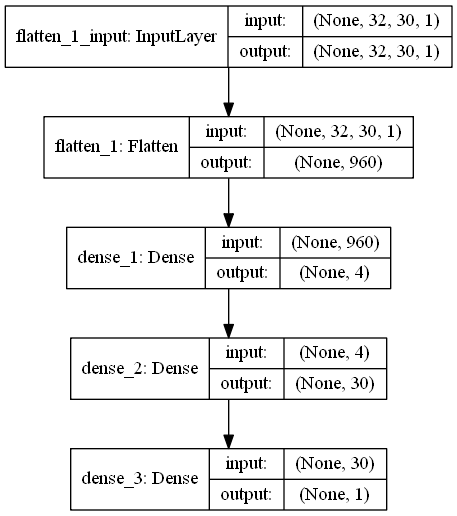 flatten_1_input: InputLayer
input: (None, 32, 30, 1)
output: (None, 32, 30, 1)
flatten_1: Flatten
input: (None, 32, 30, 1)
output: (None, 960)
dense_1: Dense
input: (None, 960)
output: (None, 4)
dense_2: Dense
input: (None, 4)
output: (None, 30)
dense_3: Dense
input: (None, 30)
output: (None, 1)